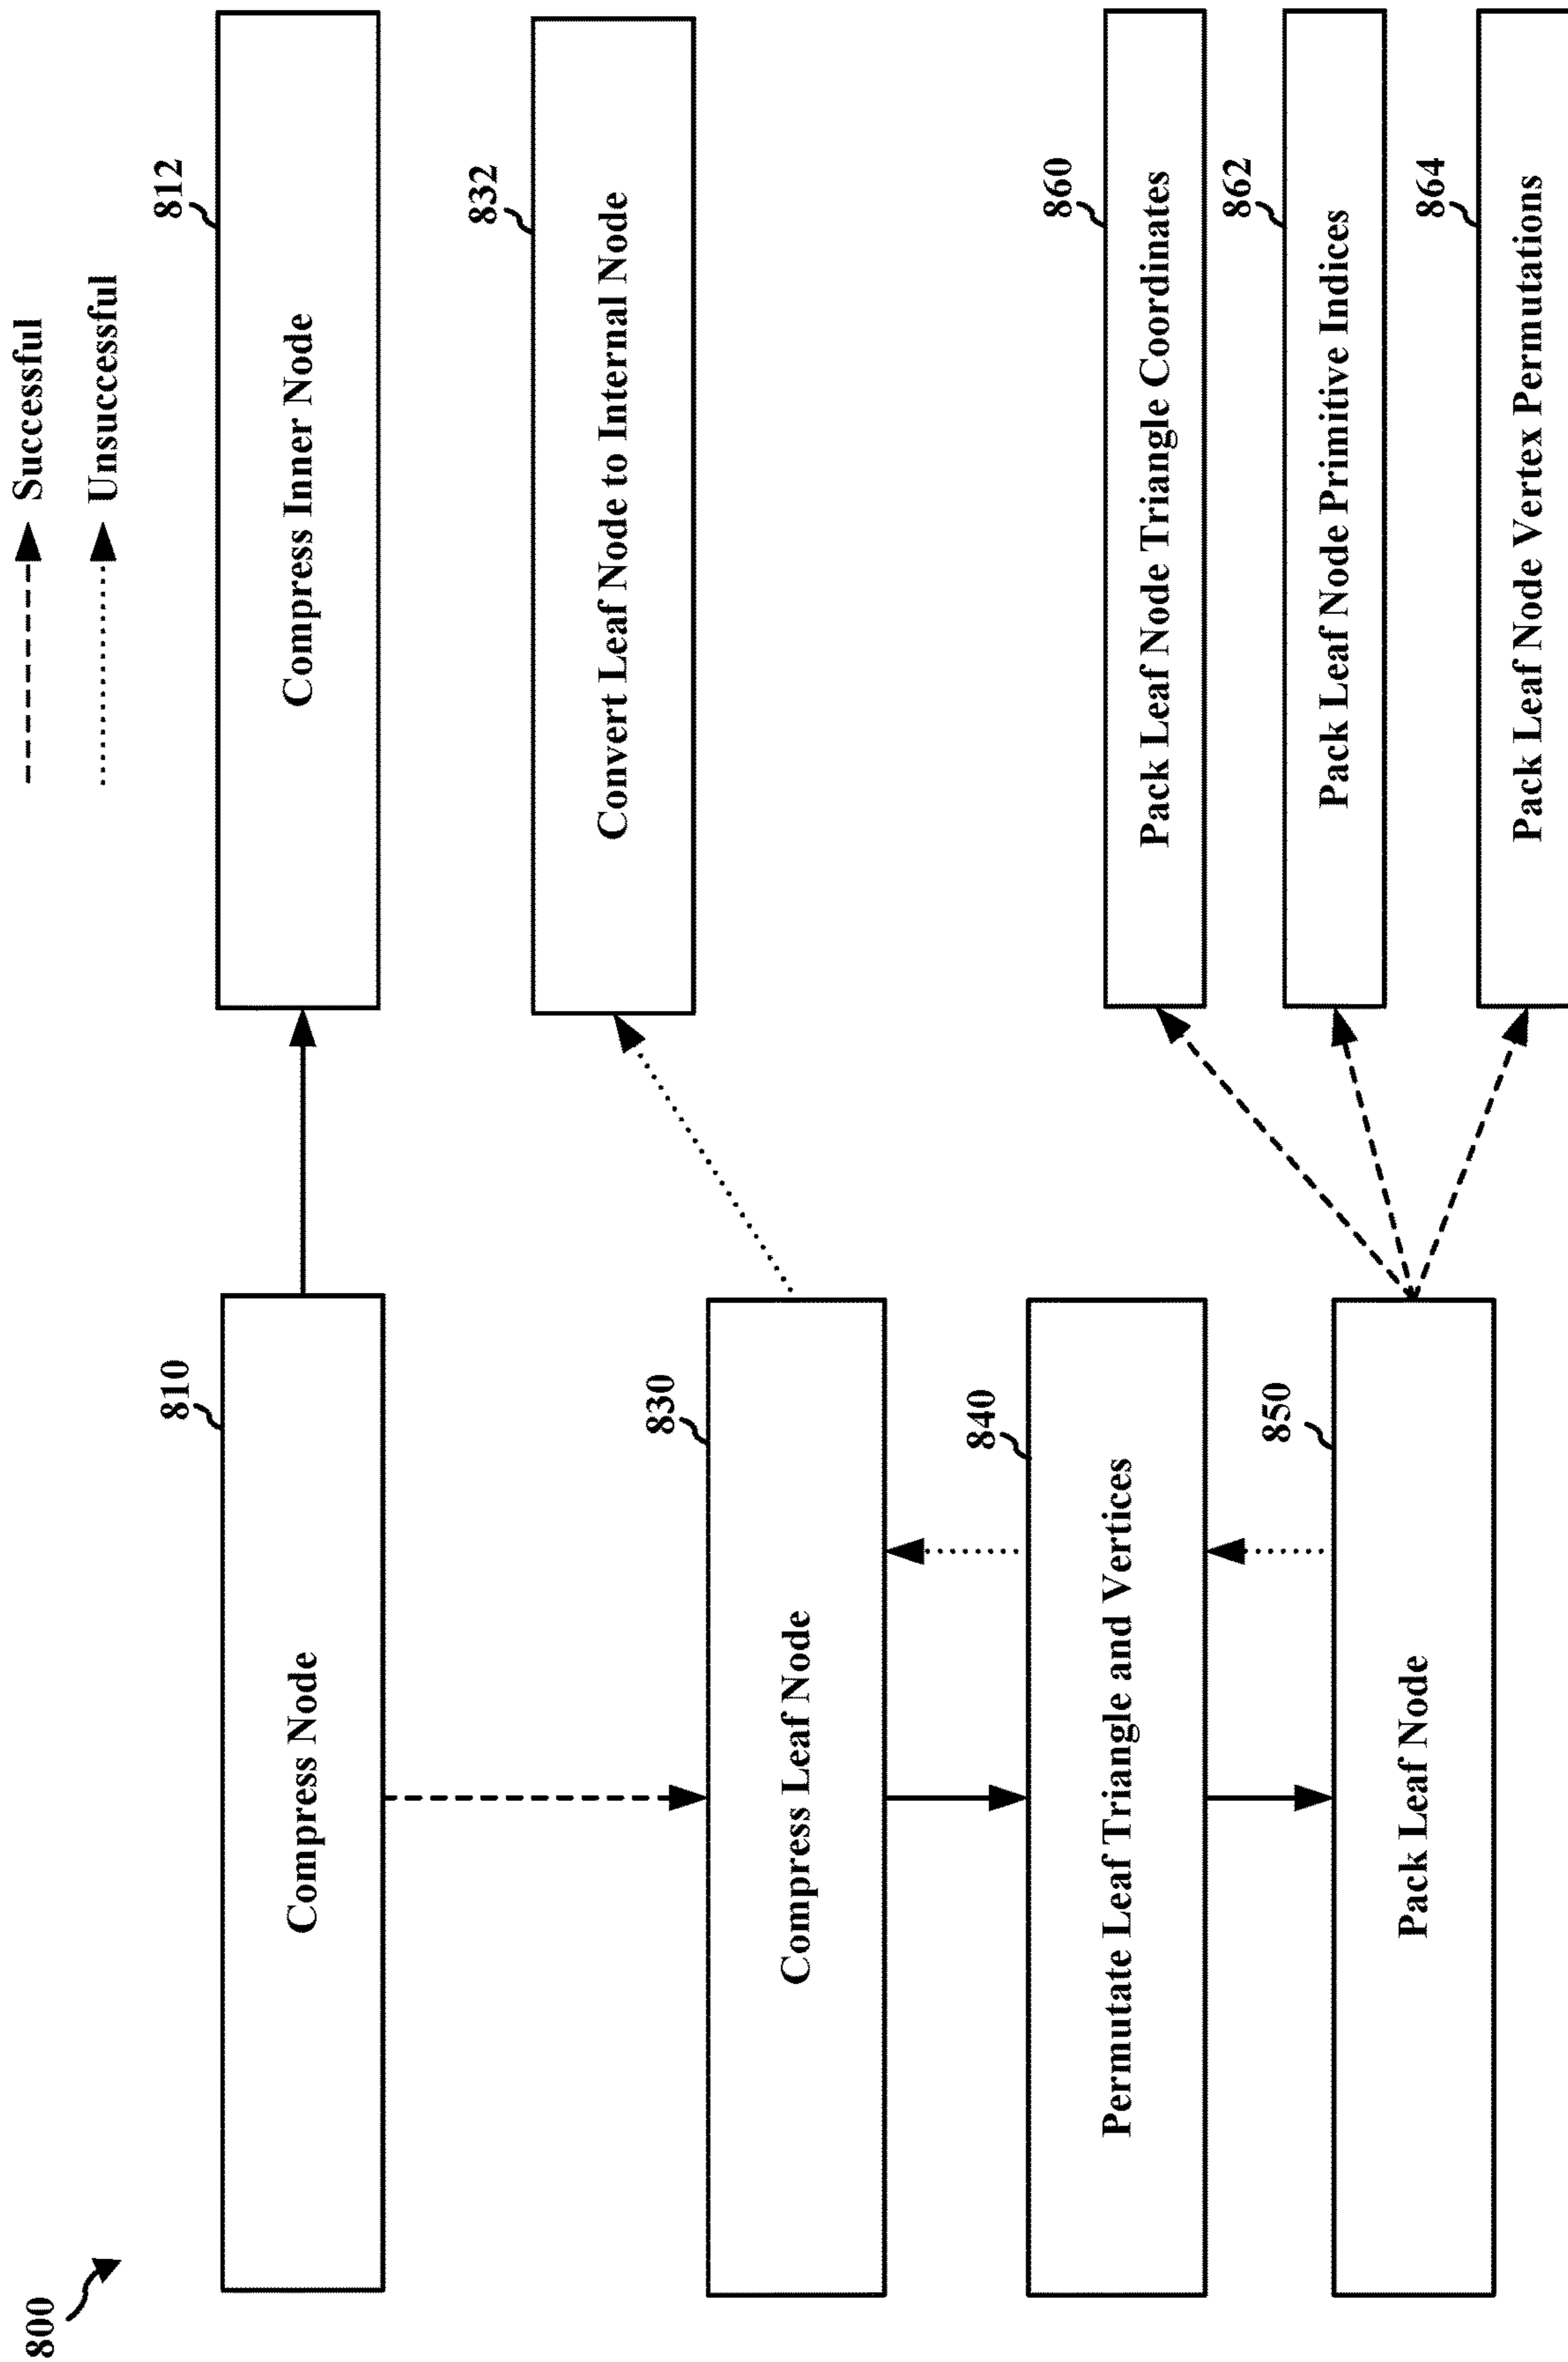 800
Successful
Unsuccessful
810
Compress Node
812
Compress Inner Node
832
Convert Leaf Node to Internal Node
830
Compress Leaf Node
840
Permutate Leaf Triangle and Vertices
850
Pack Leaf Node
860
Pack Leaf Node Triangle Coordinates
862
Pack Leaf Node Primitive Indices
864
Pack Leaf Node Vertex Permutations